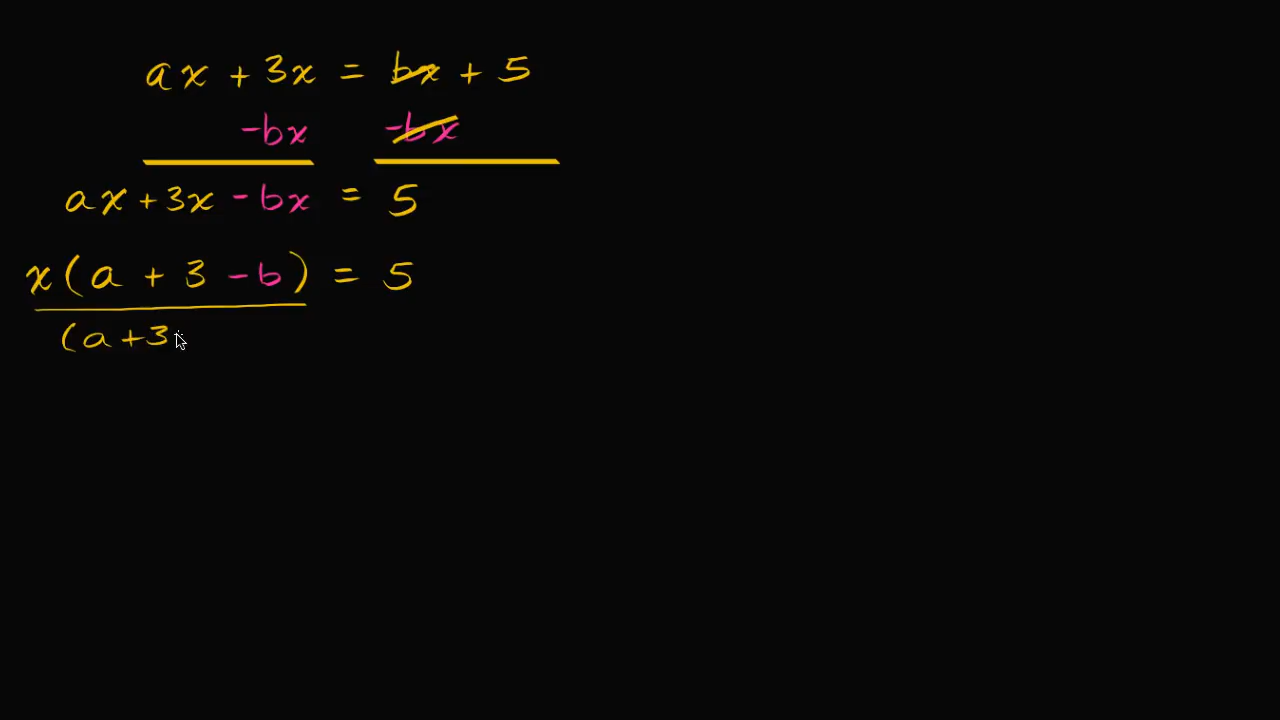 ax + 3x = bx + 5
-bx -bx
ax + 3x - bx = 5
x(a + 3 - b) = 5
(a + 3